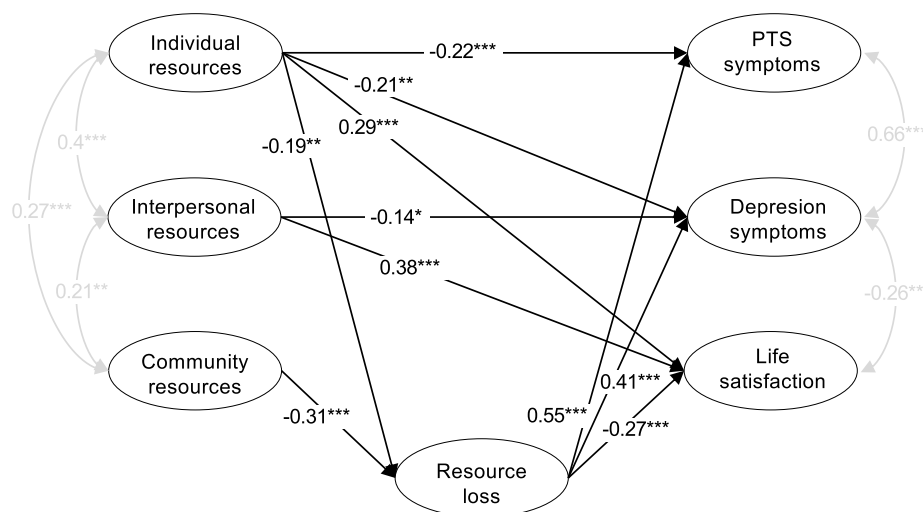 Individual
resources
Interpersonal
resources
Community
resources
Resource
loss
PTS
symptoms
Depresion
symptoms
Life
satisfaction
-0.22***
-0.21**
0.29***
-0.19**
-0.14*
0.38***
-0.31***
0.55***
0.41***
-0.27***
0.4***
0.27***
0.21**
0.66***
-0.26**